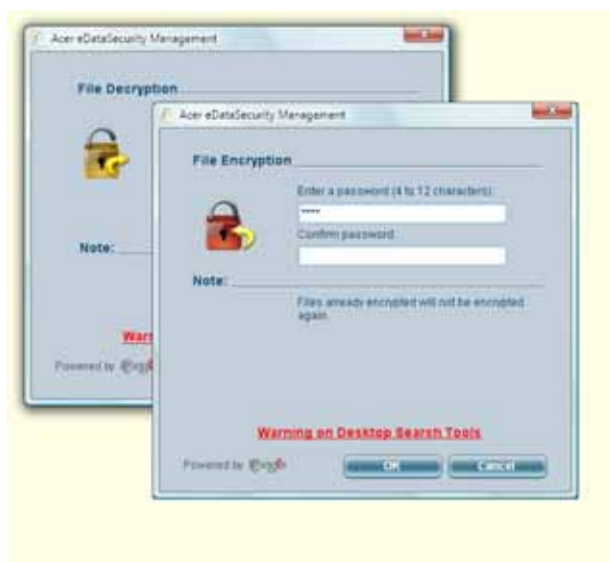 Acer eDataSecurity Management
File Decryption
Note:
Powered by
Acer eDataSecurity Management
File Encryption
Enter a password (4 to 12 characters):
****
Confirm password:
Note:
Files already encrypted will not be encrypted
again.
Warning on Desktop Search Tools
Powered by
OK
Cancel